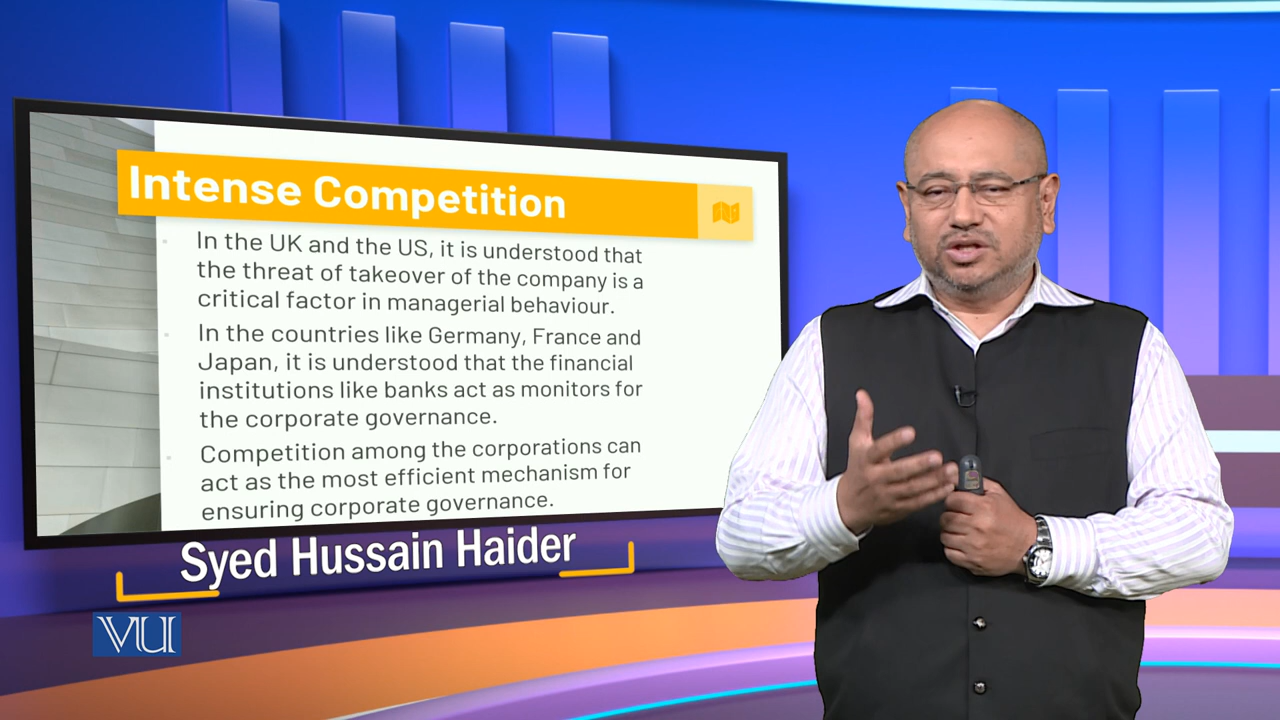 Intense Competition
In the UK and the US, it is understood that
the threat of takeover of the company is a
critical factor in managerial behaviour.
In the countries like Germany, France and
Japan, it is understood that the financial
institutions like banks act as monitors for
the corporate governance.
Competition among the corporations can
act as the most efficient mechanism for
ensuring corporate governance.
Syed Hussain Haider
VU